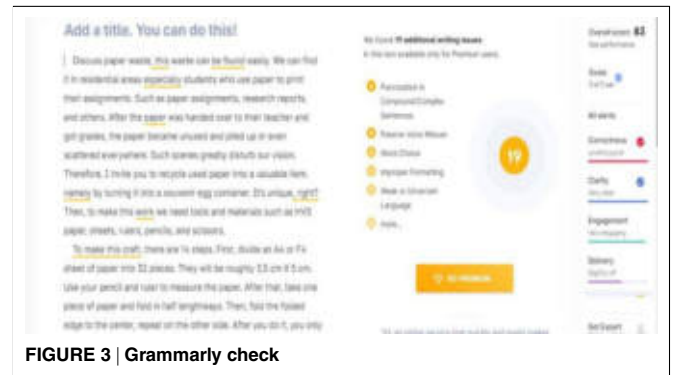 Add a title. You can do this!
Discuss paper waste, this waste can be found easily. We can find
it in residential areas especially students who use paper to print
their assignments. Such as paper assignments, research reports,
and others. After the paper was handed over to their teacher and
got grades, the paper became unused and piled up or even
scattered everywhere. Such scenes greatly disturb our vision.
Therefore, I invite you to recycle used paper into a valuable item,
namely by turning it into a souvenir egg container. It's unique, right?
Then, to make this work we need tools and materials such as HVS
paper, sheets, rulers, pencils, and scissors.
To make this craft, there are 14 steps. First, divide an A4 or F4
sheet of paper into 32 pieces. They will be roughly 3.5 cm X 5 cm.
Use your pencil and ruler to measure the paper. After that, take one
piece of paper and fold in half lengthways. Then, fold the folded
edge to the center, repeat on the other side. After you do it, you only
We found 19 additional writing issues
in this text available only for Premium users.
Punctuation in
Compound/Complex
Sentences
Passive Voice Misuse
Word Choice
Improper Formatting
Weak or Uncertain
Language
more...
19
GO PREMIUM
Overall score 83
See performance
Goals
All alerts
Correctness
Clarity
Engagement
Delivery
Get Expert
FIGURE 3 | Grammarly check